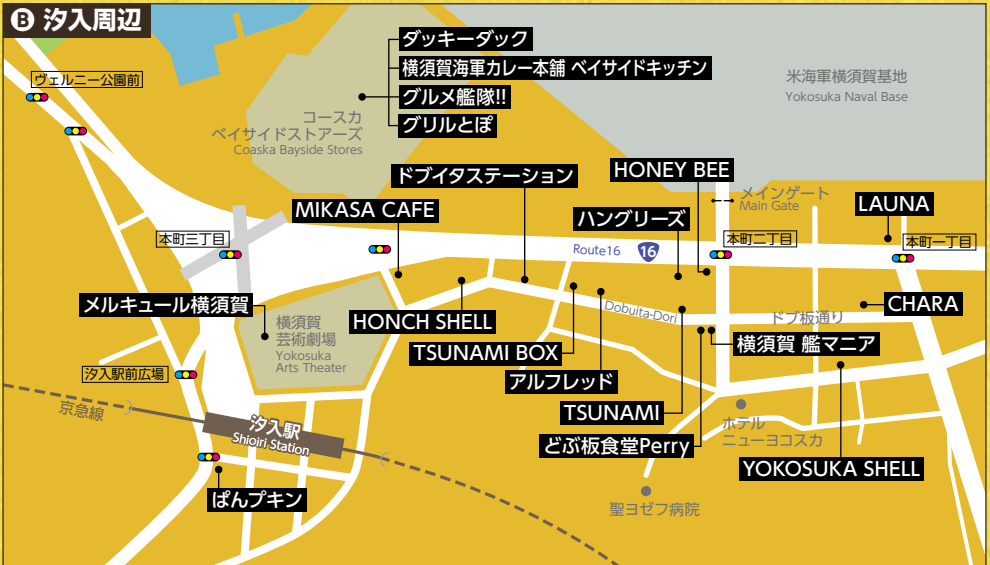 B 汐入周辺
ダッキーダック
横須賀海軍カレー本舗 ベイサイドキッチン
グルメ艦隊!!
グリルとぽ
コースカ
ベイサイドストアーズ
Coaska Bayside Stores
米海軍横須賀基地
Yokosuka Naval Base
ヴェルニー公園前
ドブイタステーション
HONEY BEE
メインゲート
Main Gate
MIKASA CAFE
ハングリーズ
LAUNA
本町三丁目
Route16
16
本町二丁目
本町一丁目
メルキュール横須賀
横須賀
芸術劇場
Yokosuka
Arts Theater
HONCH SHELL
Dobuita-Dori
ドブ板通り
CHARA
TSUNAMI BOX
横須賀 艦マニア
アルフレッド
汐入駅前広場
TSUNAMI
京急線
汐入駅
Shioiri Station
どぶ板食堂Perry
ホテル
ニューヨコスカ
YOKOSUKA SHELL
ぱんプキン
聖ヨゼフ病院